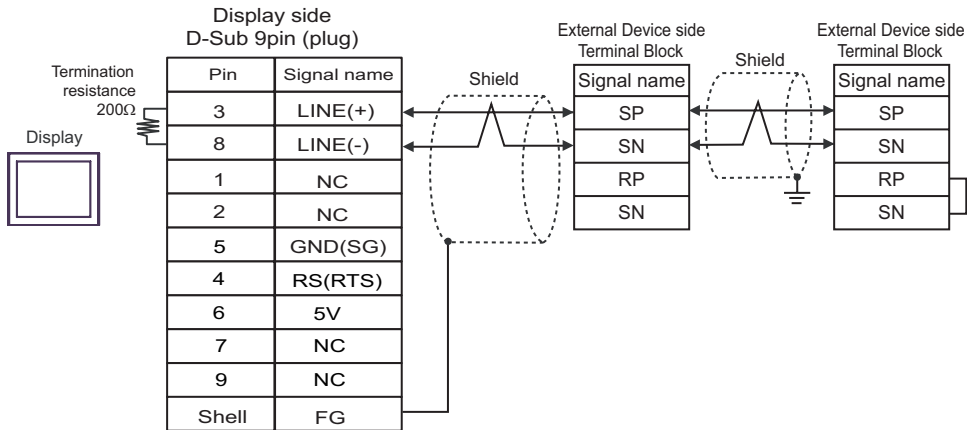 Display side
D-Sub 9pin (plug)
External Device side
Terminal Block
External Device side
Terminal Block
Termination
resistance
200Ω
Display
Pin Signal name
3 LINE(+)
8 LINE(-)
1 NC
2 NC
5 GND(SG)
4 RS(RTS)
6 5V
7 NC
9 NC
Shell FG
Shield
Signal name
SP
SN
RP
SN
Shield
Signal name
SP
SN
RP
SN